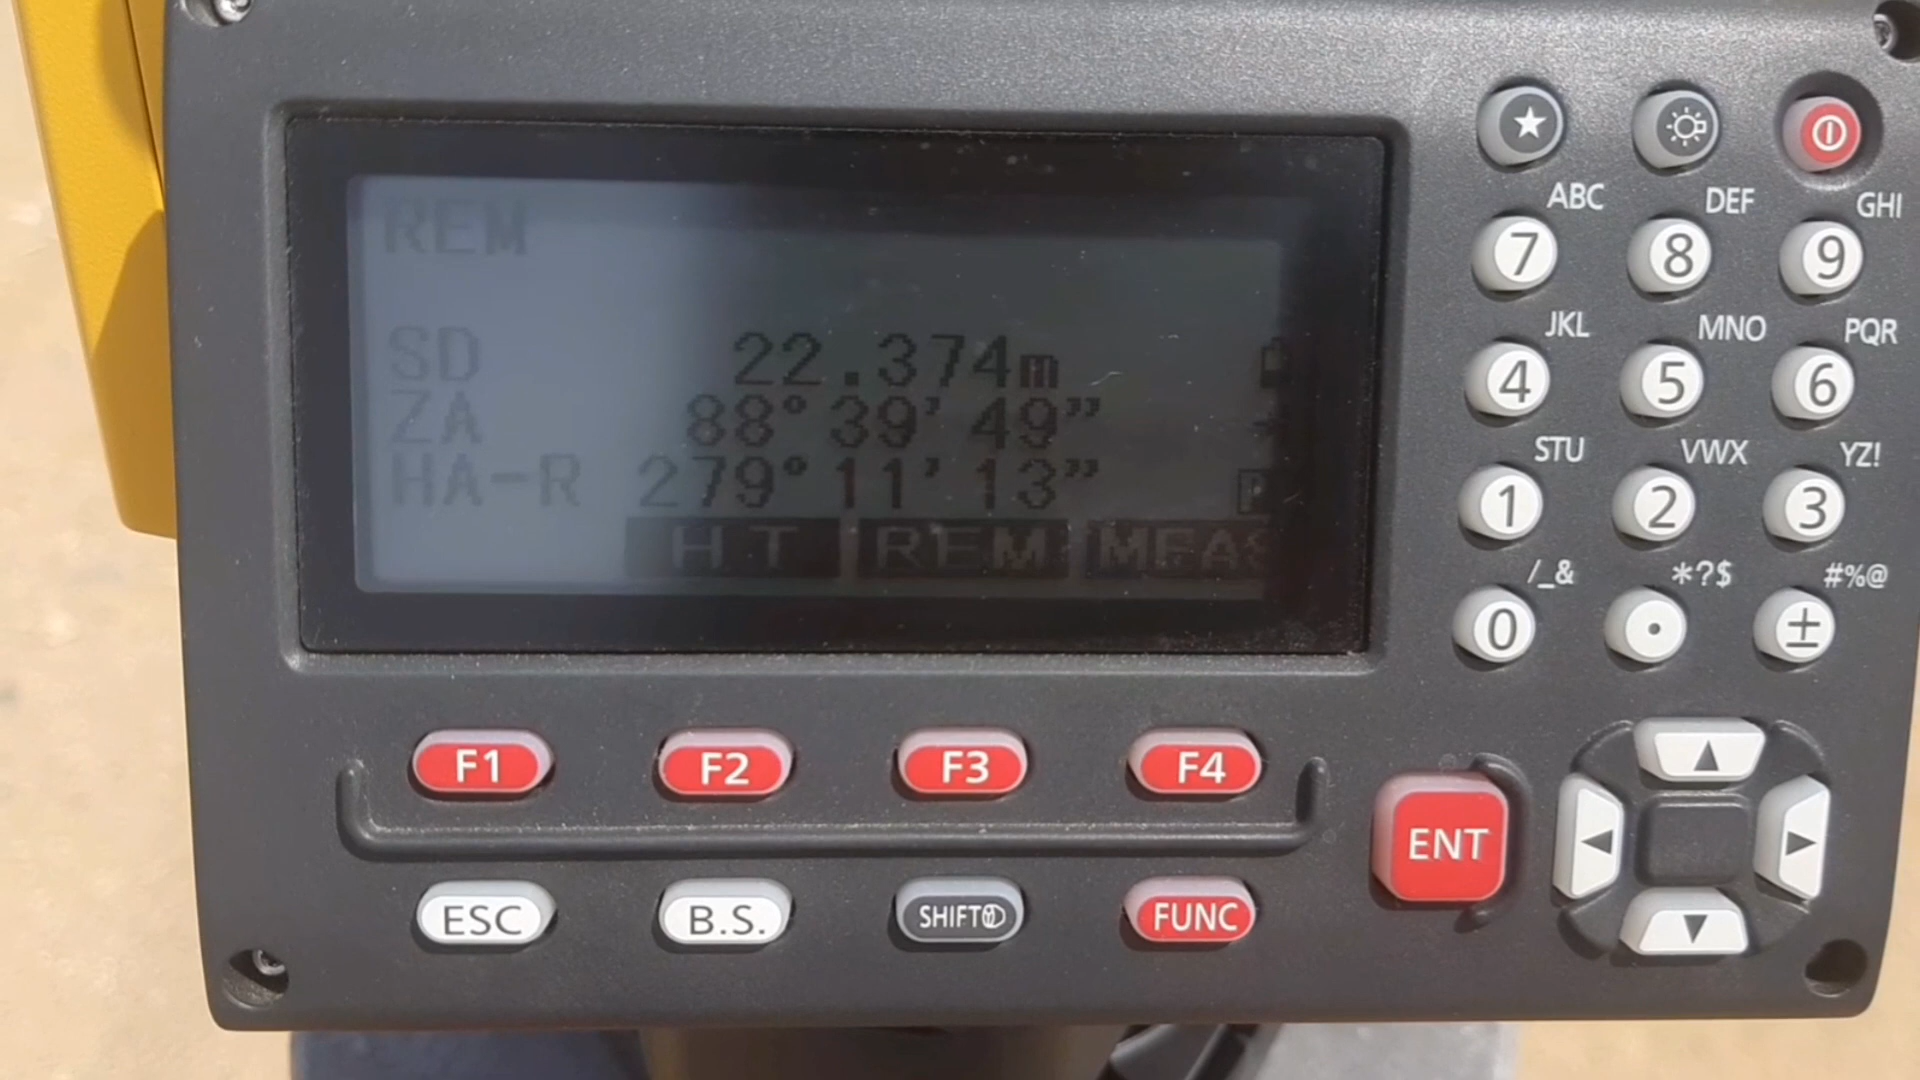 REM
SD 22.374m
ZA 88°39'49"
HA-R 279°11'13"
HT REM MEAS
ABC DEF GHI
7 8 9
JKL MNO PQR
4 5 6
STU VWX YZ!
1 2 3
/_& *?$ #%@
0 • ±
F1 F2 F3 F4
ENT
ESC B.S. SHIFT FUNC